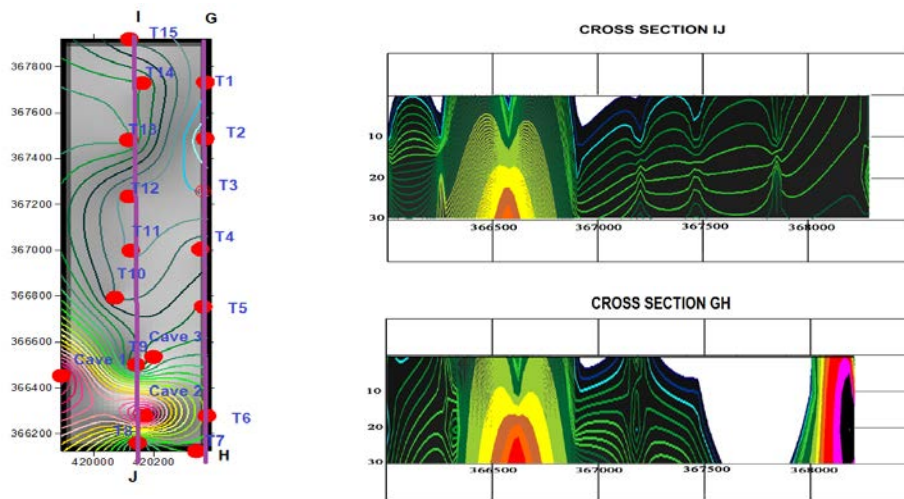 I
G
T15
367800
T14
T1
367600
T13
T2
367400
T3
T12
367200
T11
T4
367000
T10
366800
T5
366600
T9
Cave 3
Cave 1
366400
Cave 2
T6
366200
T8
T7
420000
420200
H
J
CROSS SECTION IJ
10
20
30
366500
367000
367500
368000
CROSS SECTION GH
10
20
30
366500
367000
367500
368000